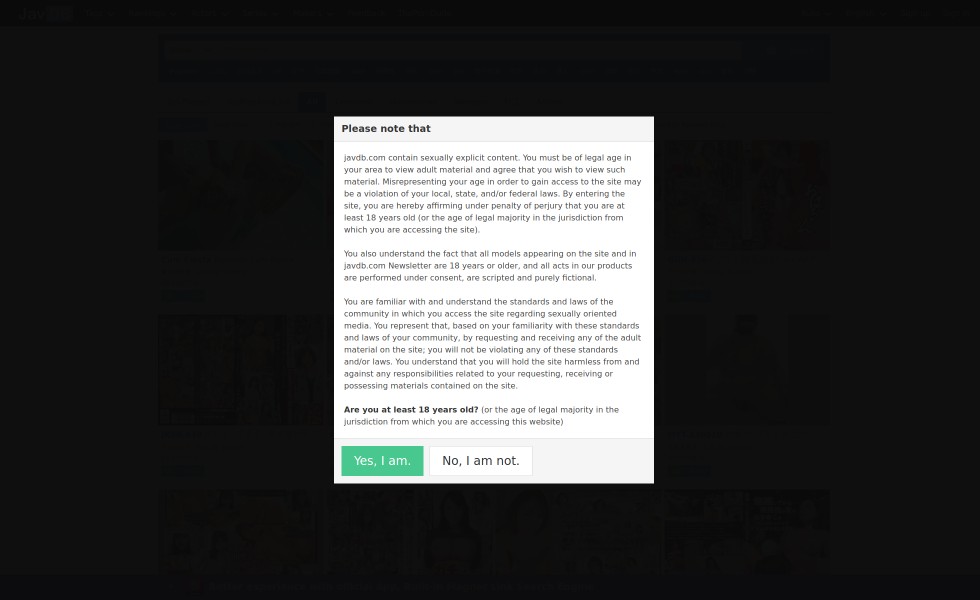 Please note that
javdb.com contain sexually explicit content. You must be of legal age in
your area to view adult material and agree that you wish to view such
material. Misrepresenting your age in order to gain access to the site may
be a violation of your local, state, and/or federal laws. By entering the
site, you are hereby affirming under penalty of perjury that you are at
least 18 years old (or the age of legal majority in the jurisdiction from
which you are accessing the site).
You also understand the fact that all models appearing on the site and in
javdb.com Newsletter are 18 years or older, and all acts in our products
are performed under consent, are scripted and purely fictional.
You are familiar with and understand the standards and laws of the
community in which you access the site regarding sexually oriented
media. You represent that, based on your familiarity with these standards
and laws of your community, by requesting and receiving any of the adult
material on the site; you will not be violating any of these standards
and/or laws. You understand that you will hold the site harmless from and
against any responsibilities related to your requesting, receiving or
possessing materials contained on the site.
Are you at least 18 years old? (or the age of legal majority in the
jurisdiction from which you are accessing this website)
Yes, I am. No, I am not.